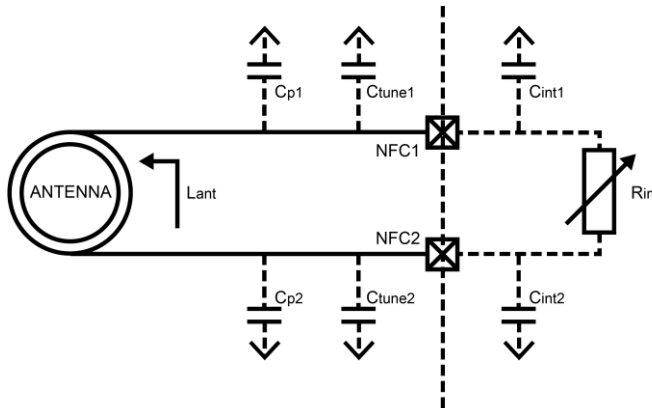 Cp1
Ctune1
Cint1
NFC1
ANTENNA
Lant
Rin
NFC2
Cp2
Ctune2
Cint2